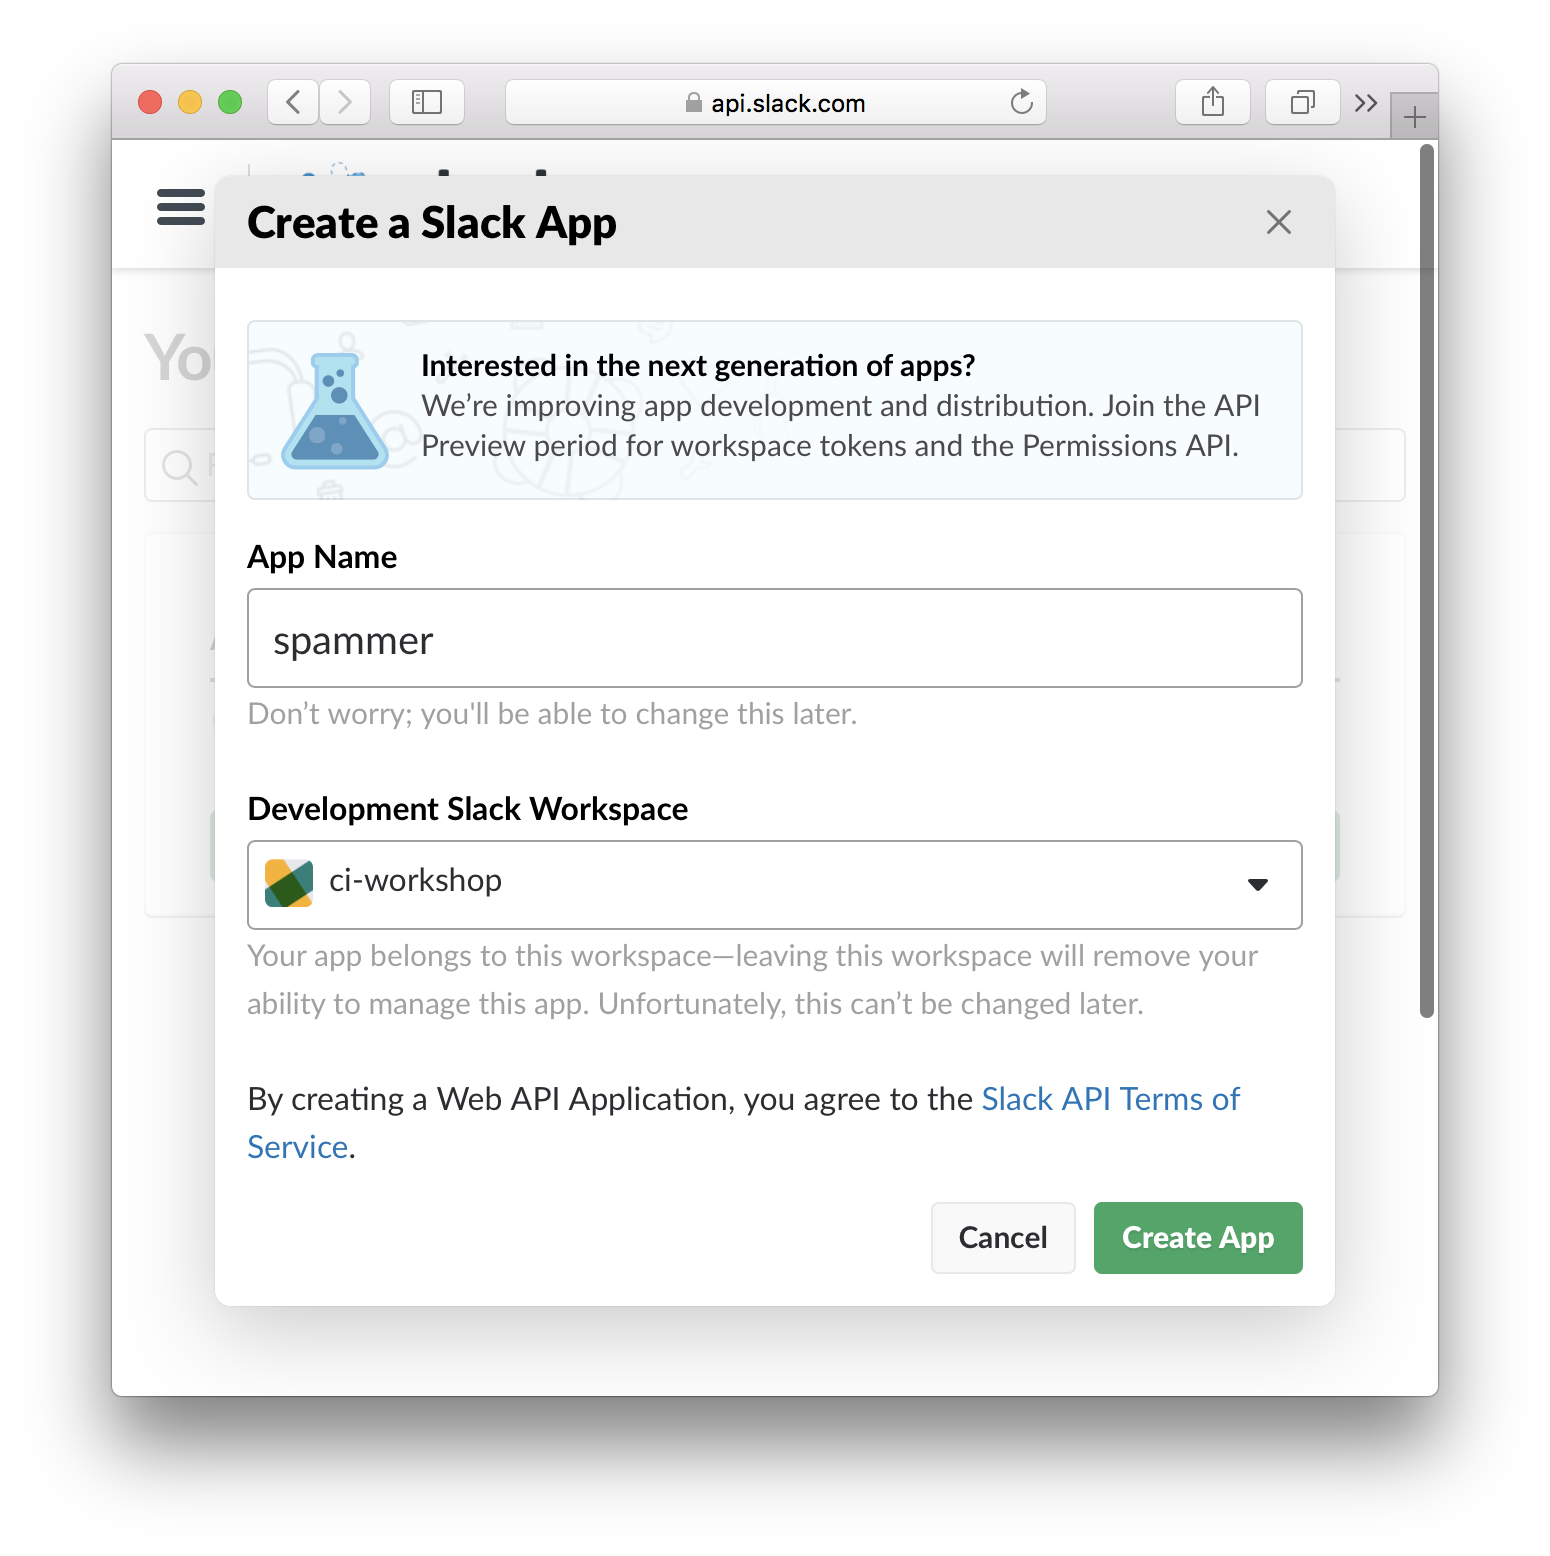 api.slack.com
Create a Slack App
Yo
Interested in the next generation of apps?
We’re improving app development and distribution. Join the API
Preview period for workspace tokens and the Permissions API.
App Name
spammer
Don’t worry; you'll be able to change this later.
Development Slack Workspace
ci-workshop
Your app belongs to this workspace—leaving this workspace will remove your
ability to manage this app. Unfortunately, this can’t be changed later.
By creating a Web API Application, you agree to the Slack API Terms of
Service.
Cancel
Create App